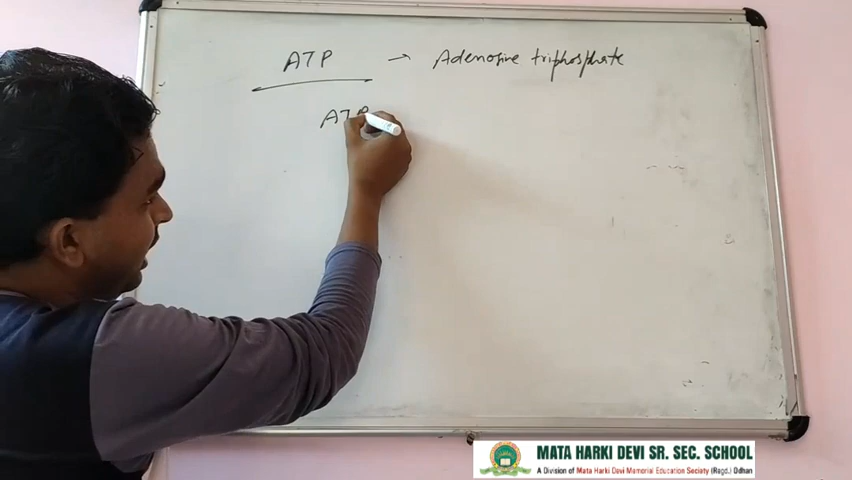 ATP → Adenosine triphosphate
ATP
MATA HARKI DEVI SR. SEC. SCHOOL
A Division of Mata Harki Devi Memorial Education Society (Regd.) Odhan